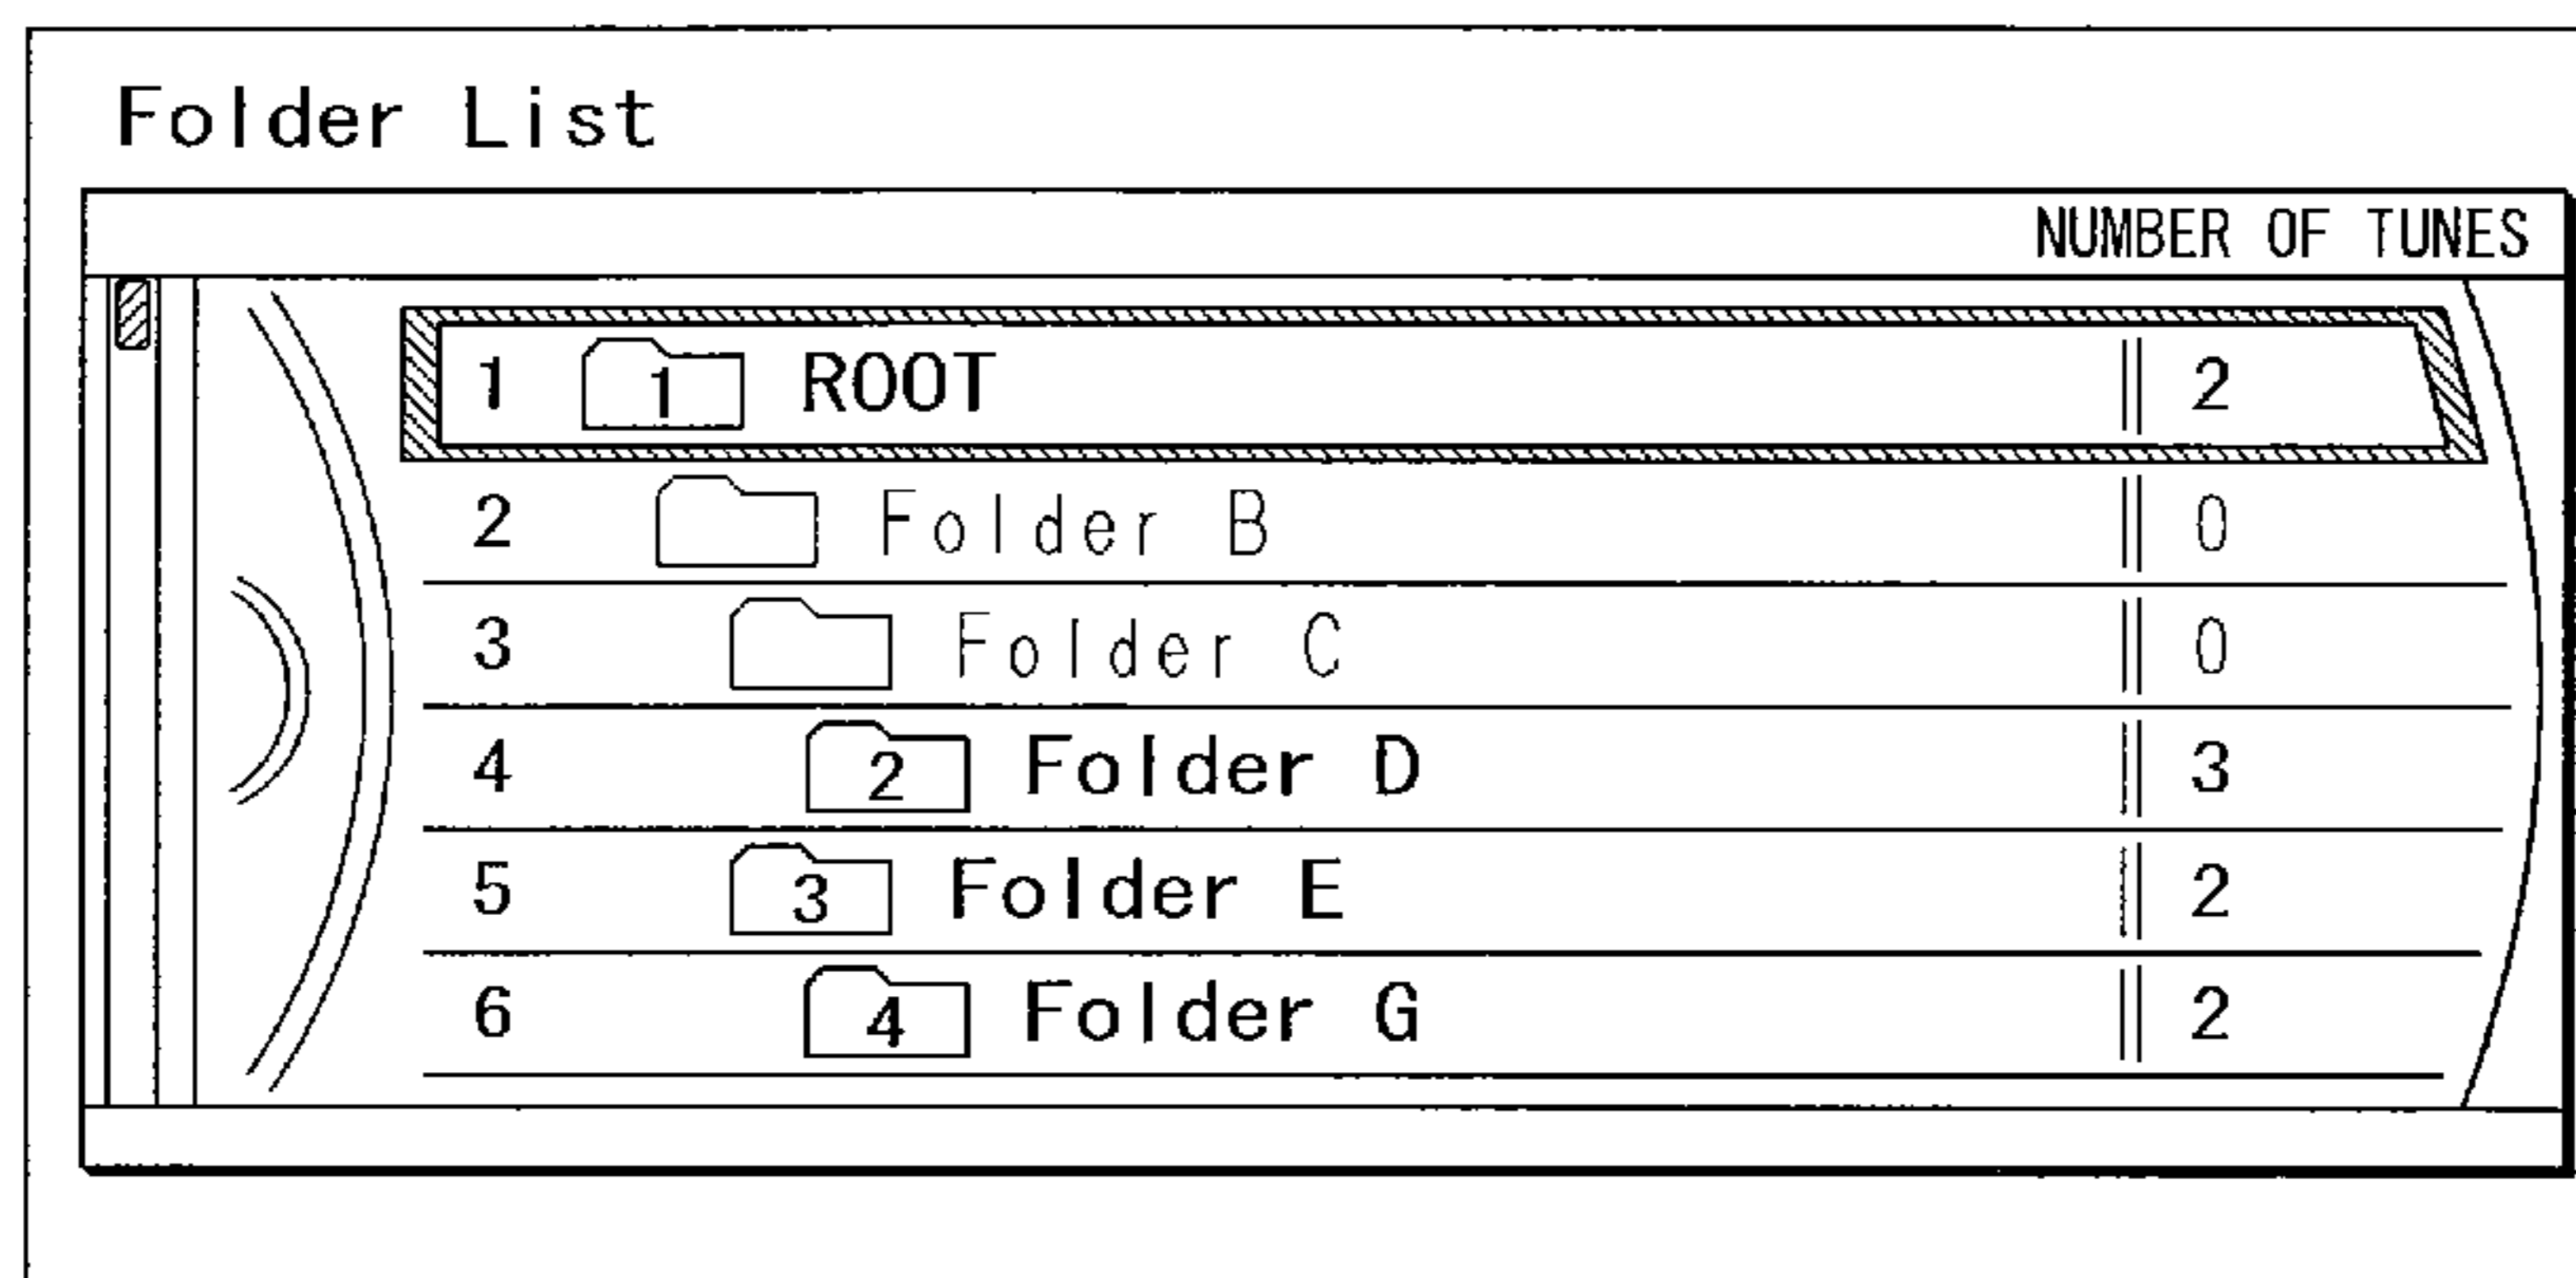 Folder List
NUMBER OF TUNES
1 1 ROOT 2
2 Folder B 0
3 Folder C 0
4 2 Folder D 3
5 3 Folder E 2
6 4 Folder G 2